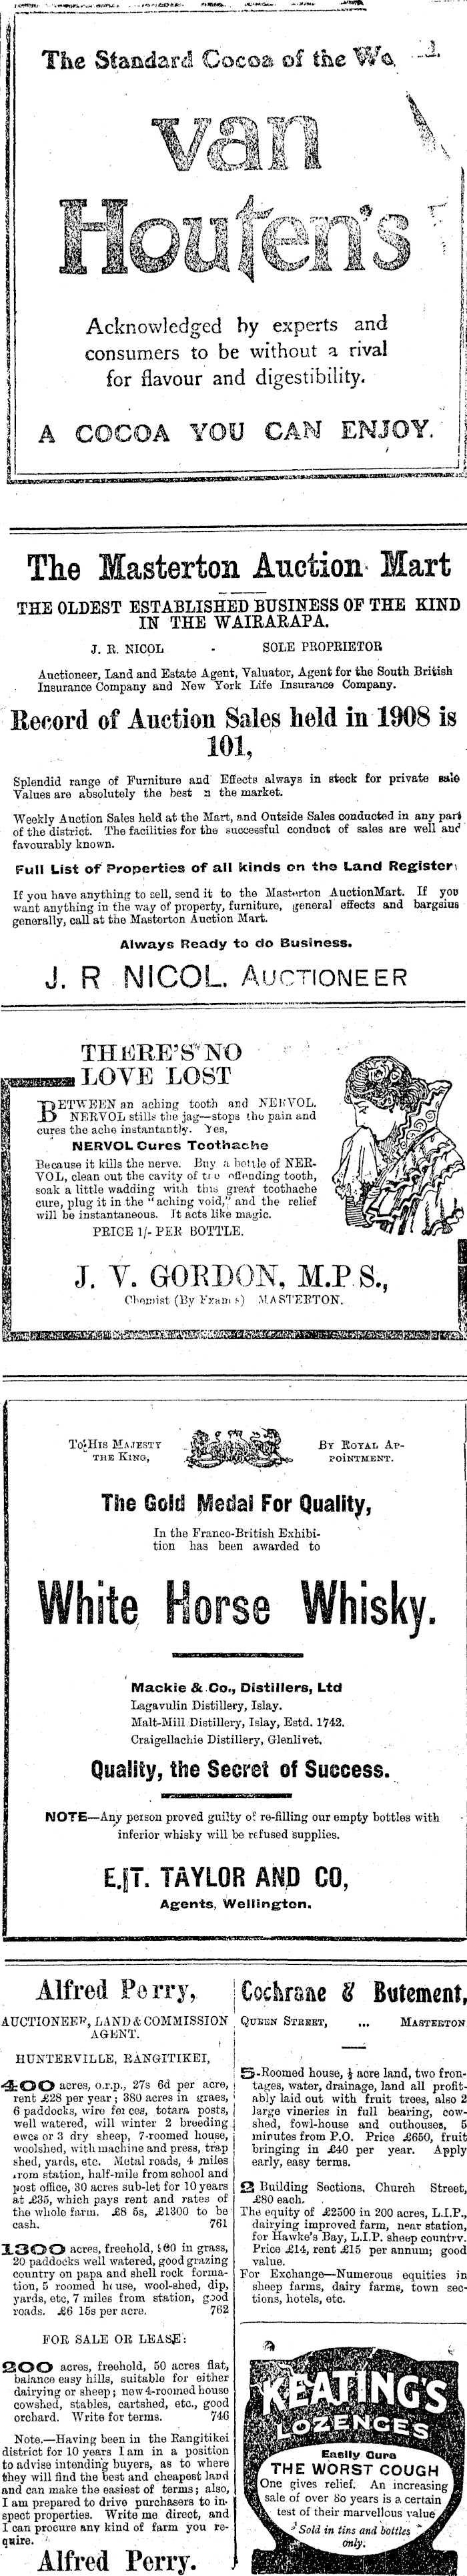 The Standard Cocoa of the
van
Houten's
Acknowledged by experts and
consumers to be without a rival
for flavour and digestibility.
A COCOA YOU CAN ENJOY.
The Masterton Auction Mart
THE OLDEST ESTABLISHED BUSINESS OF THE KIND
IN THE WAIRARAPA.
J. R. NICOL - SOLE PROPRIETOR
Auctioneer, Land and Estate Agent, Valuator, Agent for the South British
Insurance Company and New York Life Insurance Company.
Record of Auction Sales held in 1908 is
101,
Splendid range of Furniture and Effects always in stock for private sale
Values are absolutely the best n the market.
Weekly Auction Sales held at the Mart, and Outside Sales conducted in any part
of the district. The facilities for the successful conduct of sales are well and
favourably known.
Full List of Properties of all kinds on the Land Register
If you have anything to sell, send it to the Masterton AuctionMart. If you
want anything in the way of property, furniture, general effects and bargains
generally, call at the Masterton Auction Mart.
Always Ready to do Business.
J. R NICOL. AUCTIONEER
THERE'S NO
LOVE LOST
BETWEEN an aching tooth and NERVOL.
NERVOL stills the jag—stops the pain and
cures the ache instantantly. Yes,
NERVOL Cures Toothache
Because it kills the nerve. Buy a bottle of NER-
VOL, clean out the cavity of the offending tooth,
soak a little wadding with this great toothache
cure, plug it in the "aching void," and the relief
will be instantaneous. It acts like magic.
PRICE 1/- PER BOTTLE.
J. V. GORDON, M.P.S.,
Chemist (By Exams) MASTERTON.
To His Majesty
the King,
By Royal Ap-
pointment.
The Gold Medal For Quality,
In the Franco-British Exhibi-
tion has been awarded to
White Horse Whisky.
Mackie & Co., Distillers, Ltd
Lagavulin Distillery, Islay.
Malt-Mill Distillery, Islay, Estd. 1742.
Craigellachie Distillery, Glenlivet.
Quality, the Secret of Success.
NOTE—Any person proved guilty of re-filling our empty bottles with
inferior whisky will be refused supplies.
E. T. TAYLOR AND CO,
Agents, Wellington.
Alfred Perry,
AUCTIONEER, LAND & COMMISSION
AGENT.
HUNTERVILLE, RANGITIKEI,
400 acres, o.r.p., 27s 6d per acre,
rent £28 per year; 380 acres in grass,
6 paddocks, wire fences, totara posts,
well watered, will winter 2 breeding
ewes or 3 dry sheep, 7-roomed house,
woolshed, with machine and press, trap
shed, yards, etc. Metal roads, 4 miles
from station, half-mile from school and
post office, 30 acres sub-let for 10 years
at £35, which pays rent and rates of
the whole farm. £8 5s, £1300 to be
cash. 761
1300 acres, freehold, in grass,
20 paddocks well watered, good grazing
country on papa and shell rock forma-
tion, 5 roomed house, wool-shed, dip,
yards, etc, 7 miles from station, good
roads. £6 15s per acre. 762
FOR SALE OR LEASE:
200 acres, freehold, 50 acres flat,
balance easy hills, suitable for either
dairying or sheep; new 4-roomed house
cowshed, stables, cartshed, etc., good
orchard. Write for terms. 746
Note.—Having been in the Rangitikei
district for 10 years I am in a position
to advise intending buyers, as to where
they will find the best and cheapest land
and can make the easiest of terms; also,
I am prepared to drive purchasers to in-
spect properties. Write me direct, and
I can procure any kind of farm you re-
quire.
Alfred Perry.
Cochrane & Butement,
Queen Street, ... Masterton
5-Roomed house, ½ acre land, two fron-
tages, water, drainage, land all profit-
ably laid out with fruit trees, also 2
large vineries in full bearing, cow-
shed, fowl-house and outhouses, 5
minutes from P.O. Price £650, fruit
bringing in £40 per year. Apply
early, easy terms.
2 Building Sections, Church Street,
£80 each.
The equity of £2500 in 200 acres, L.I.P.,
dairying improved farm, near station,
for Hawke's Bay, L.I.P. sheep country.
Price £14, rent £15 per annum; good
value.
For Exchange—Numerous equities in
sheep farms, dairy farms, town sec-
tions, hotels, etc.
KEATING'S
LOZENGES
Easily Cure
THE WORST COUGH
One gives relief. An increasing
sale of over 80 years is a certain
test of their marvellous value
Sold in tins and bottles
only.